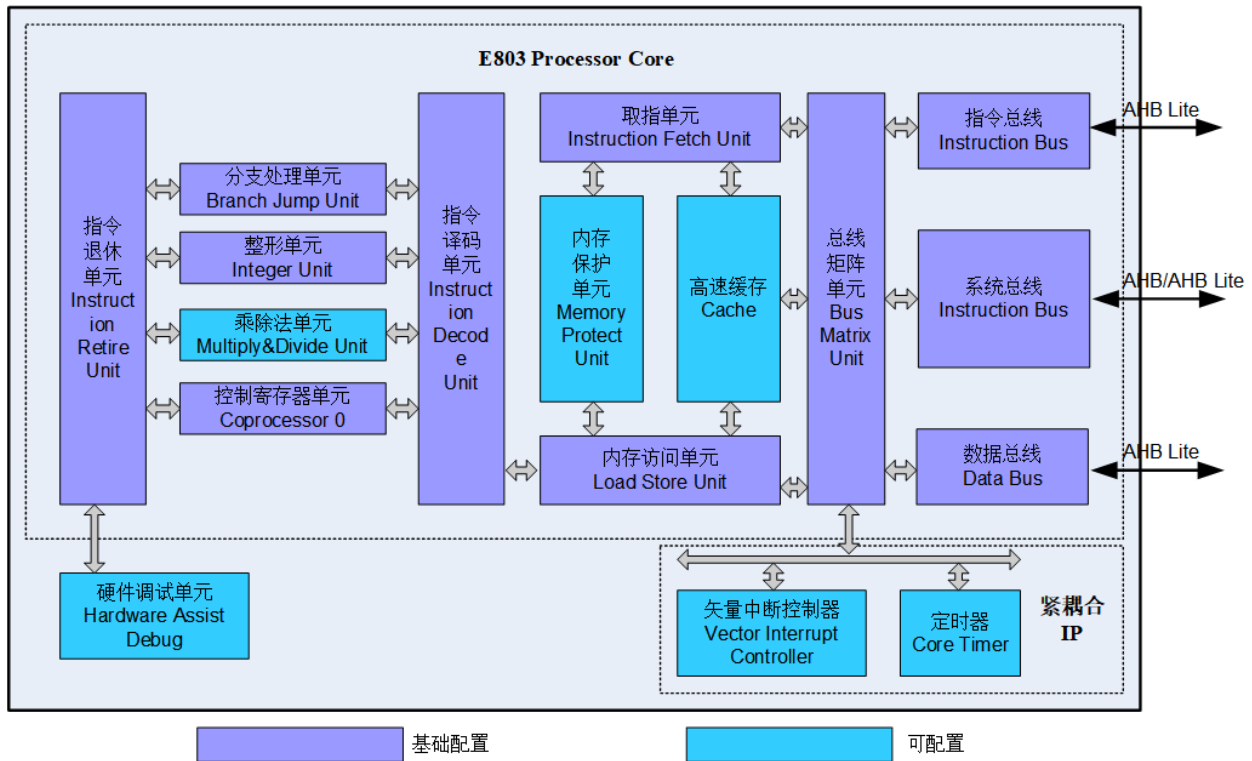 E803 Processor Core
指令
退休
单元
Instruct
ion
Retire
Unit
分支处理单元
Branch Jump Unit
整形单元
Integer Unit
乘除法单元
Multiply&Divide Unit
控制寄存器单元
Coprocessor 0
指令
译码
单元
Instruct
ion
Decod
e
Unit
取指单元
Instruction Fetch Unit
内存
保护
单元
Memory
Protect
Unit
高速缓存
Cache
内存访问单元
Load Store Unit
总线
矩阵
单元
Bus
Matrix
Unit
指令总线
Instruction Bus
AHB Lite
系统总线
Instruction Bus
AHB/AHB Lite
数据总线
Data Bus
AHB Lite
硬件调试单元
Hardware Assist
Debug
矢量中断控制器
Vector Interrupt
Controller
定时器
Core Timer
紧耦合
IP
基础配置
可配置